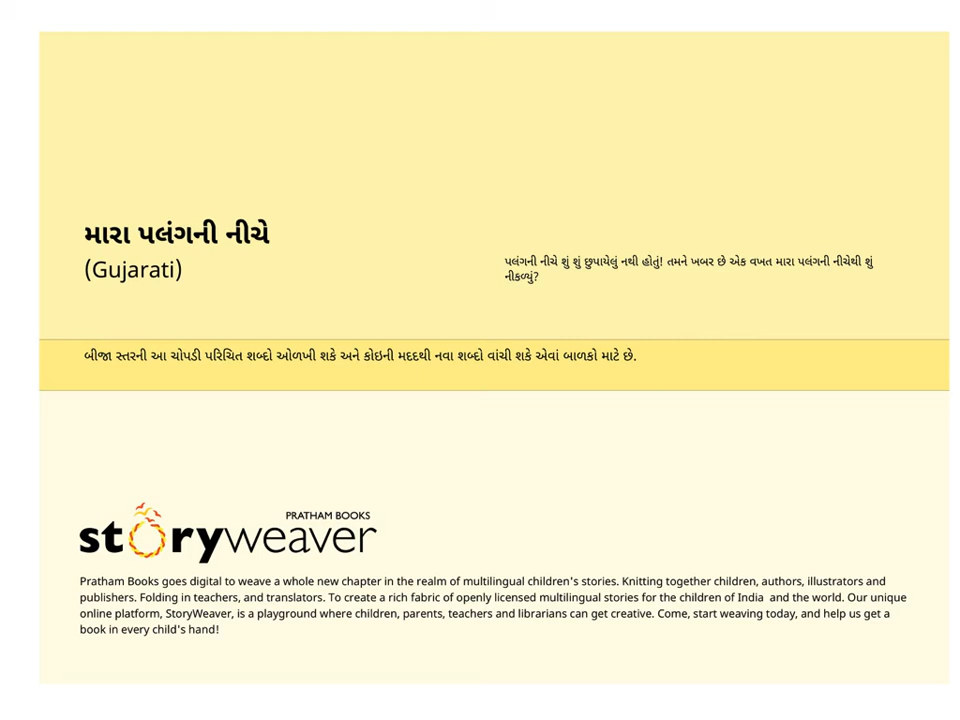 મારા પલંગની નીચે
(Gujarati)
પલંગની નીચે શું શું છુપાયેલું નથી હોતું! તમને ખબર છે એક વખત મારા પલંગની નીચેથી શું
નીકળ્યું?
બીજા સ્તરની આ ચોપડી પરિચિત શબ્દો ઓળખી શકે અને કોઇની મદદથી નવા શબ્દો વાંચી શકે એવાં બાળકો માટે છે.
PRATHAM BOOKS
storyweaver
Pratham Books goes digital to weave a whole new chapter in the realm of multilingual children's stories. Knitting together children, authors, illustrators and
publishers. Folding in teachers, and translators. To create a rich fabric of openly licensed multilingual stories for the children of India and the world. Our unique
online platform, StoryWeaver, is a playground where children, parents, teachers and librarians can get creative. Come, start weaving today, and help us get a
book in every child's hand!